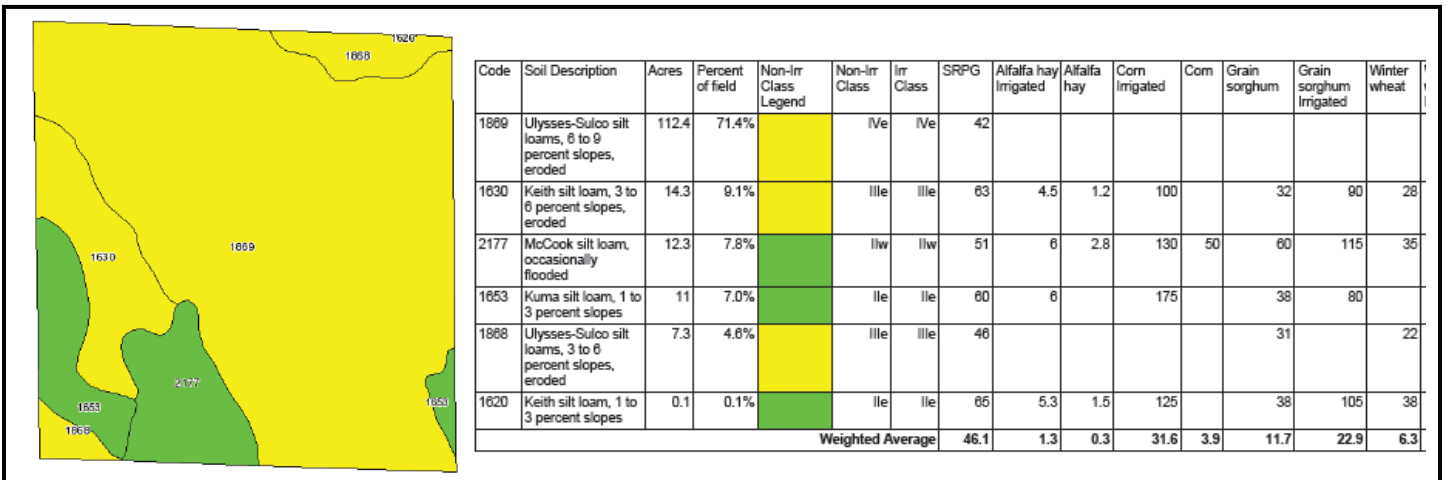 1620
1868
1630
1869
2177
1653
1653
1868
Code Soil Description Acres Percent of field Non-Irr Class Legend Non-Irr Class Irr Class SRPG Alfalfa hay Irrigated Alfalfa hay Corn Irrigated Corn Grain sorghum Grain sorghum Irrigated Winter wheat
1869 Ulysses-Sulco silt loams, 6 to 9 percent slopes, eroded 112.4 71.4% IVe IVe 42
1630 Keith silt loam, 3 to 6 percent slopes, eroded 14.3 9.1% IIIe IIIe 63 4.5 1.2 100 32 90 28
2177 McCook silt loam, occasionally flooded 12.3 7.8% IIw IIw 51 6 2.8 130 50 60 115 35
1653 Kuma silt loam, 1 to 3 percent slopes 11 7.0% IIe IIe 60 6 175 38 80
1868 Ulysses-Sulco silt loams, 3 to 6 percent slopes, eroded 7.3 4.6% IIIe IIIe 46 31 22
1620 Keith silt loam, 1 to 3 percent slopes 0.1 0.1% IIe IIe 65 5.3 1.5 125 38 105 38
Weighted Average 46.1 1.3 0.3 31.6 3.9 11.7 22.9 6.3